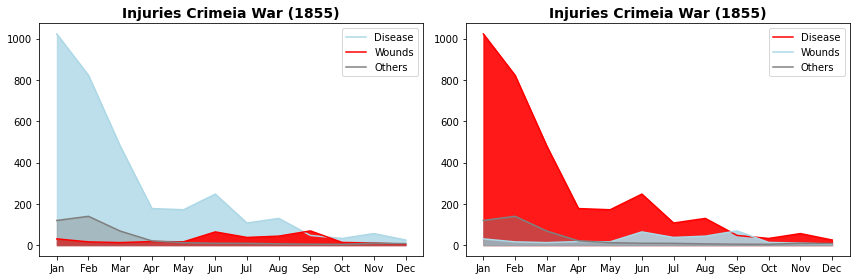 Injuries Crimeia War (1855)
1000
800
600
400
200
0
Jan Feb Mar Apr May Jun Jul Aug Sep Oct Nov Dec
Disease
Wounds
Others
Injuries Crimeia War (1855)
1000
800
600
400
200
0
Jan Feb Mar Apr May Jun Jul Aug Sep Oct Nov Dec
Disease
Wounds
Others